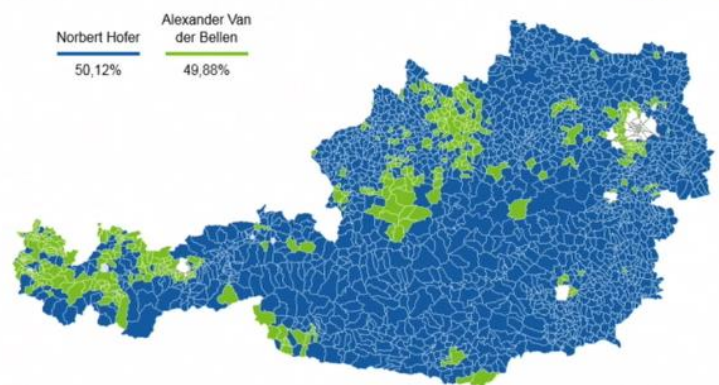 Norbert Hofer
50,12%
Alexander Van
der Bellen
49,88%